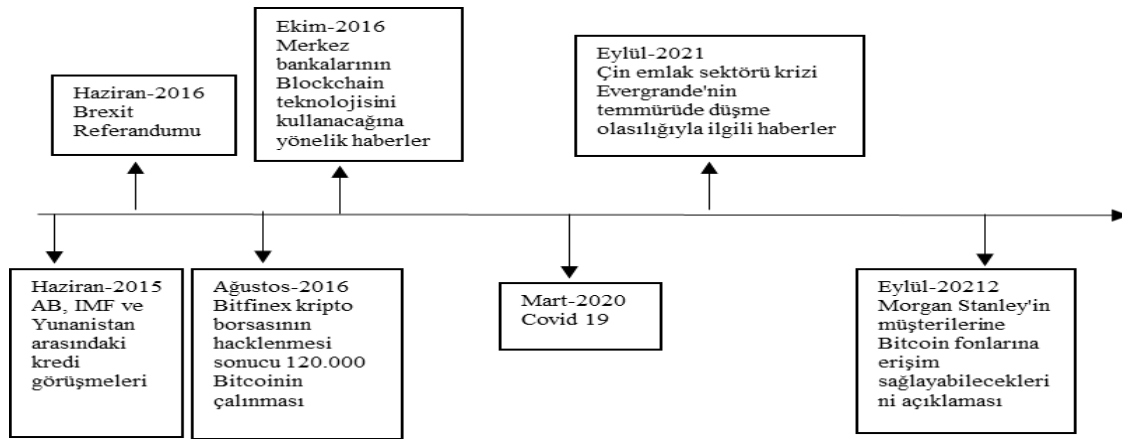 Ekim-2016
Merkez
bankalarının
Blockchain
teknolojisini
kullanacağına
yönelik haberler
Eylül-2021
Çin emlak sektörü krizi
Evergrande'nin
temmürüde düşme
olasılığıyla ilgili haberler
Haziran-2016
Brexit
Referandumu
Haziran-2015
AB, IMF ve
Yunanistan
arasındaki
kredi
görüşmeleri
Ağustos-2016
Bitfinex kripto
borsasının
hacklenmesi
sonucu 120.000
Bitcoinin
çalınması
Mart-2020
Covid 19
Eylül-20212
Morgan Stanley'in
müşterilerine
Bitcoin fonlarına
erişim
sağlayabilecekleri
ni açıklaması